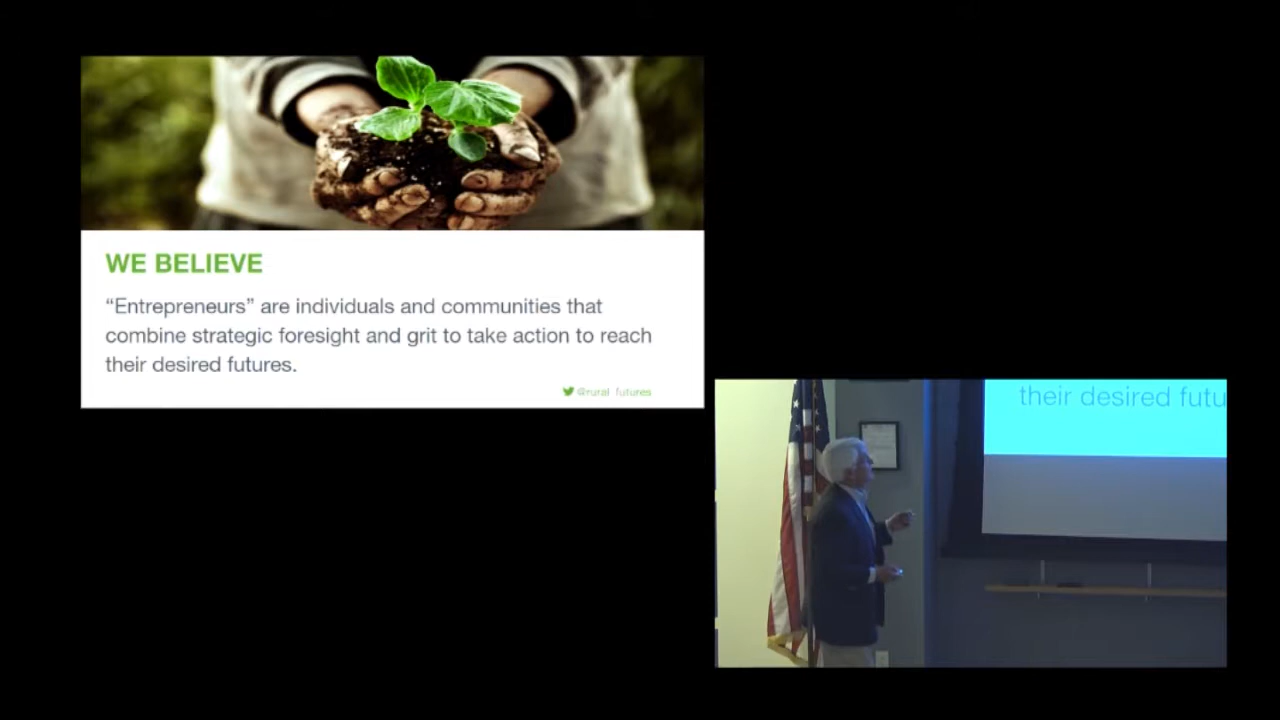 WE BELIEVE
“Entrepreneurs” are individuals and communities that
combine strategic foresight and grit to take action to reach
their desired futures.
@rural_futures
their desired futu